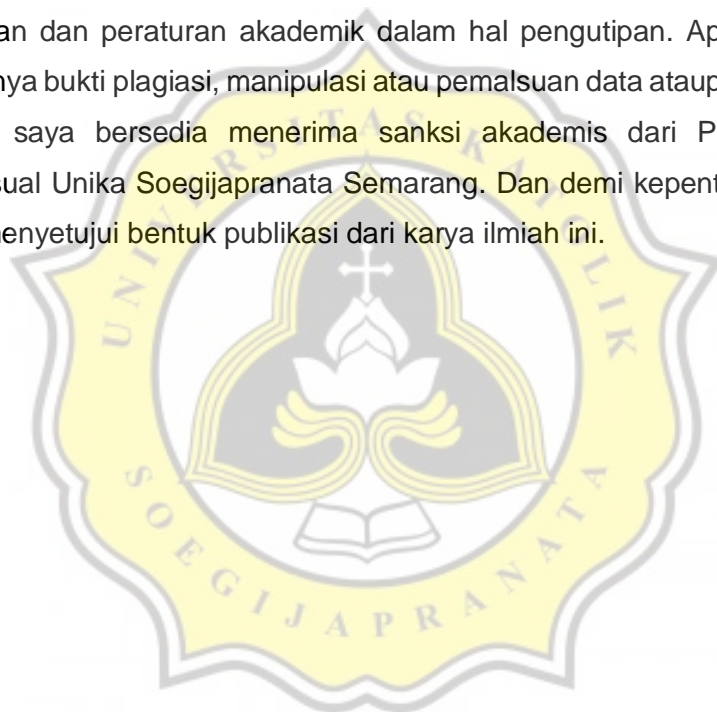 an dan peraturan akademik dalam hal pengutipan. Ap
nya bukti plagiasi, manipulasi atau pemalsuan data ataup
saya bersedia menerima sanksi akademis dari P
sual Unika Soegijapranata Semarang. Dan demi kepent
menyetujui bentuk publikasi dari karya ilmiah ini.
UNIVERSITAS KATOLIK
SOEGIJAPRANATA